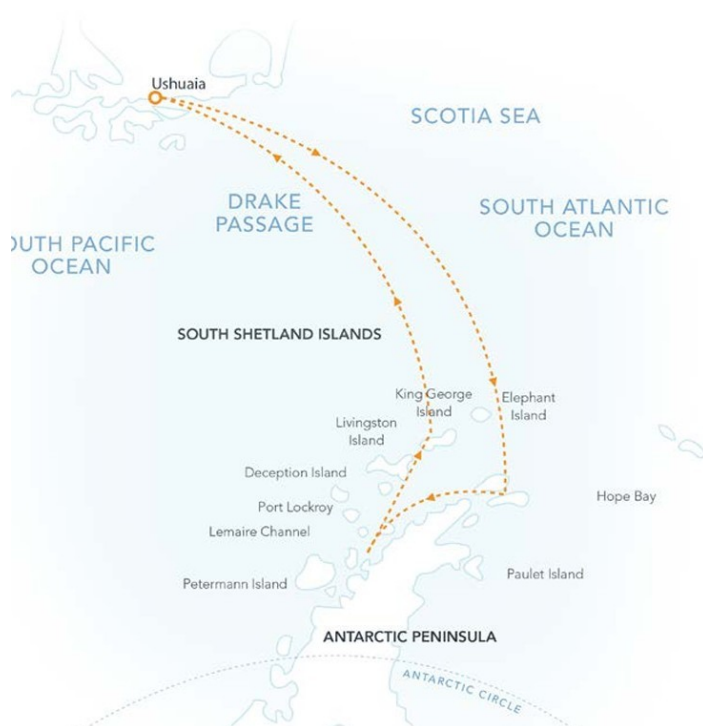 Ushuaia
SCOTIA SEA
DRAKE
PASSAGE
SOUTH ATLANTIC
OCEAN
OUTH PACIFIC
OCEAN
SOUTH SHETLAND ISLANDS
King George
Island
Elephant
Island
Livingston
Island
Deception Island
Hope Bay
Port Lockroy
Lemaire Channel
Paulet Island
Petermann Island
ANTARCTIC PENINSULA
ANTARCTIC CIRCLE